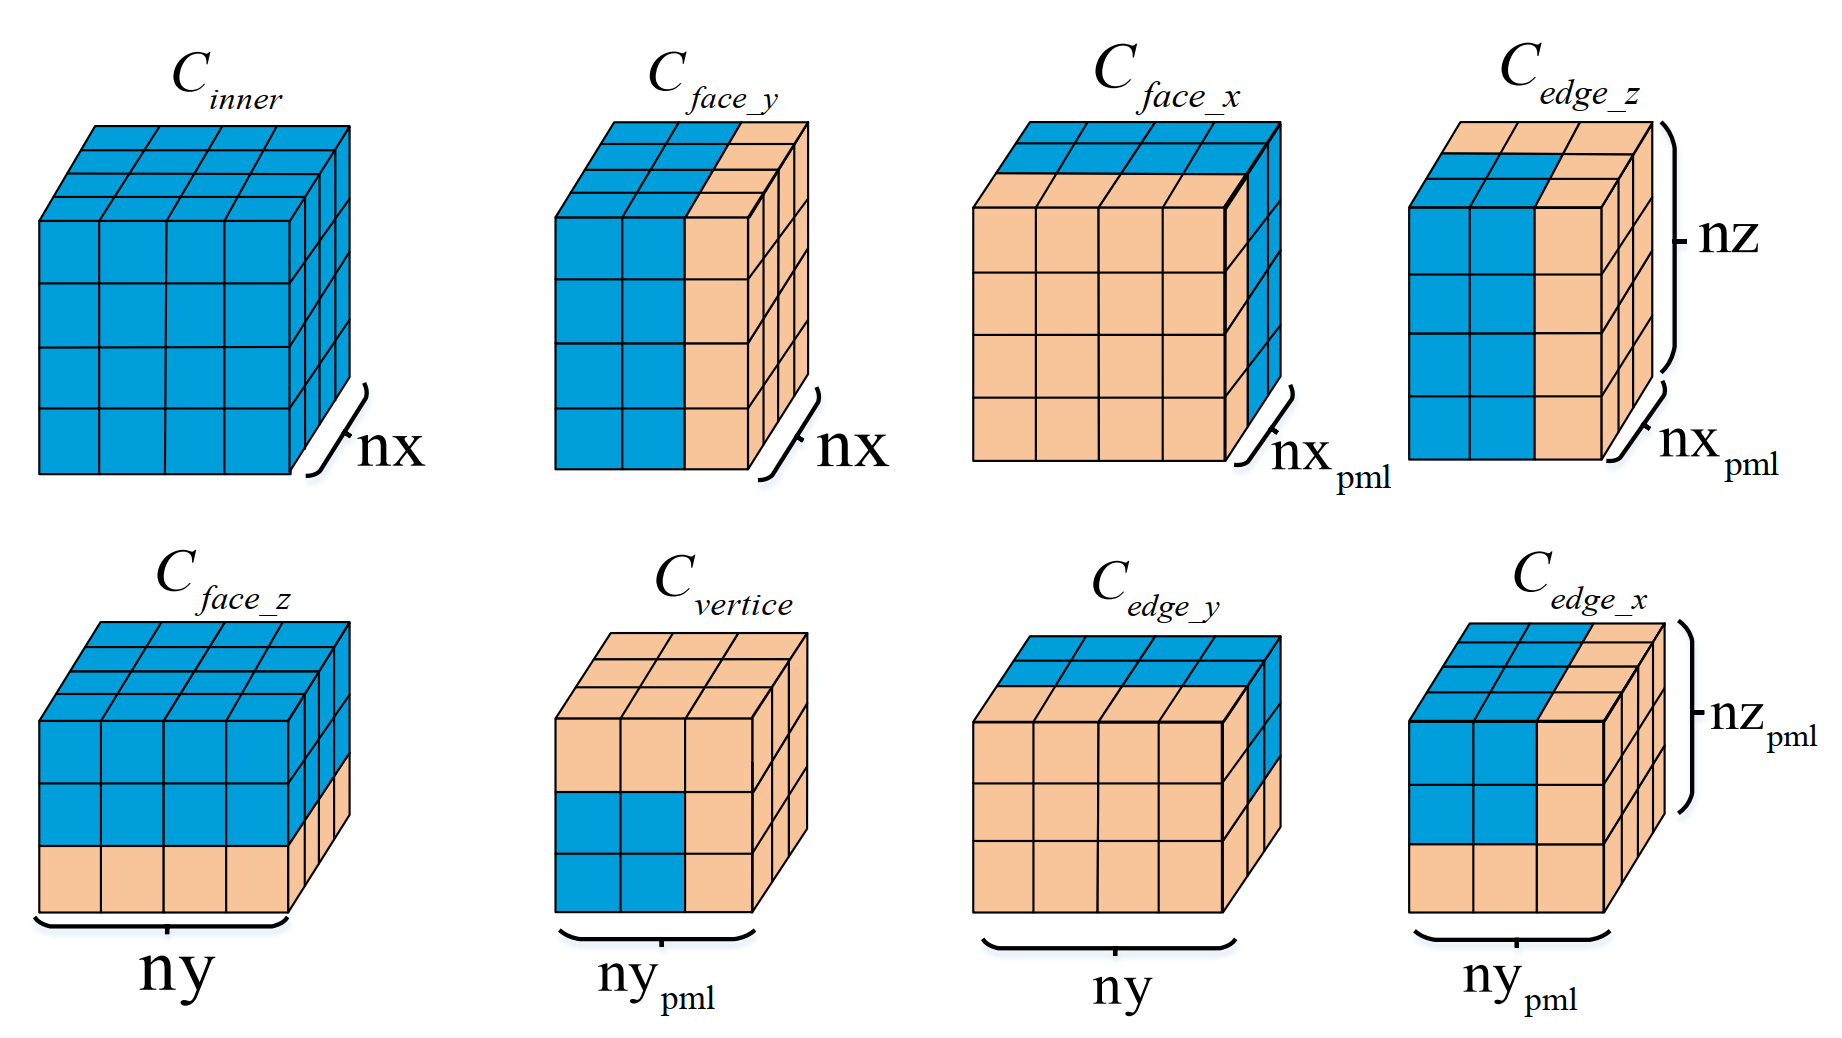 C inner
C face_y
C face_x
C edge_z
nz
nx
nx
nx pml
nx pml
C face_z
C vertice
C edge_y
C edge_x
nz pml
ny
ny pml
ny
ny pml